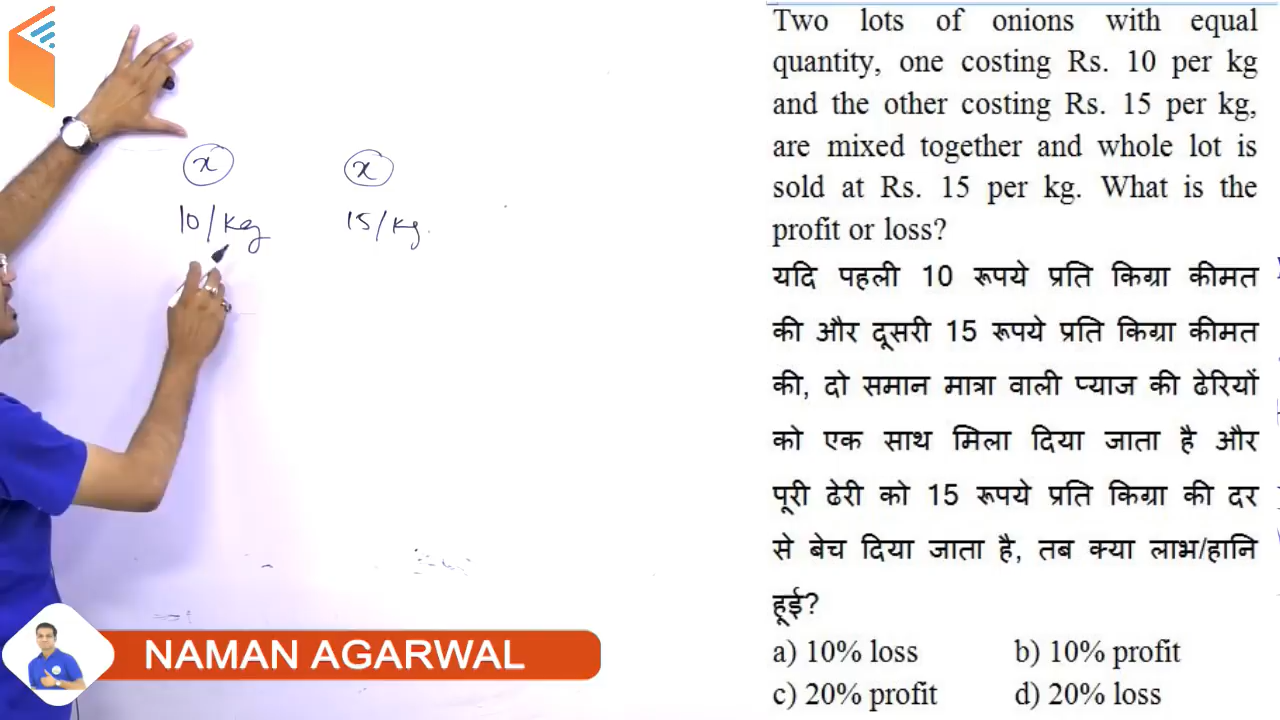 x x
10/kg 15/kg.
Two lots of onions with equal
quantity, one costing Rs. 10 per kg
and the other costing Rs. 15 per kg,
are mixed together and whole lot is
sold at Rs. 15 per kg. What is the
profit or loss?
यदि पहली 10 रूपये प्रति किग्रा कीमत
की और दूसरी 15 रूपये प्रति किग्रा कीमत
की, दो समान मात्रा वाली प्याज की ढेरियों
को एक साथ मिला दिया जाता है और
पूरी ढेरी को 15 रूपये प्रति किग्रा की दर
से बेच दिया जाता है, तब क्या लाभ/हानि
हूई?
a) 10% loss b) 10% profit
c) 20% profit d) 20% loss
NAMAN AGARWAL